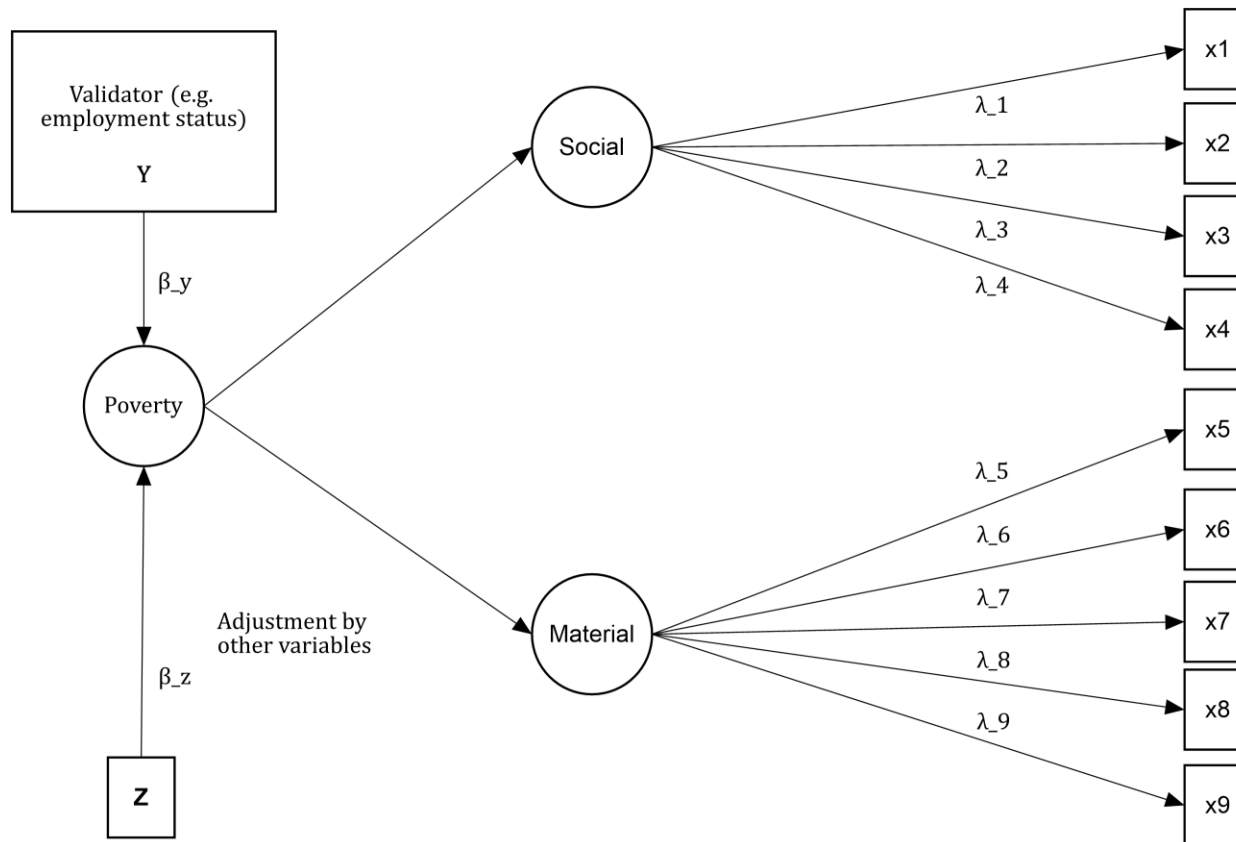 Validator (e.g.
employment status)
Y
β_y
Poverty
Adjustment by
other variables
β_z
Z
Social
Material
λ_1
λ_2
λ_3
λ_4
λ_5
λ_6
λ_7
λ_8
λ_9
x1
x2
x3
x4
x5
x6
x7
x8
x9